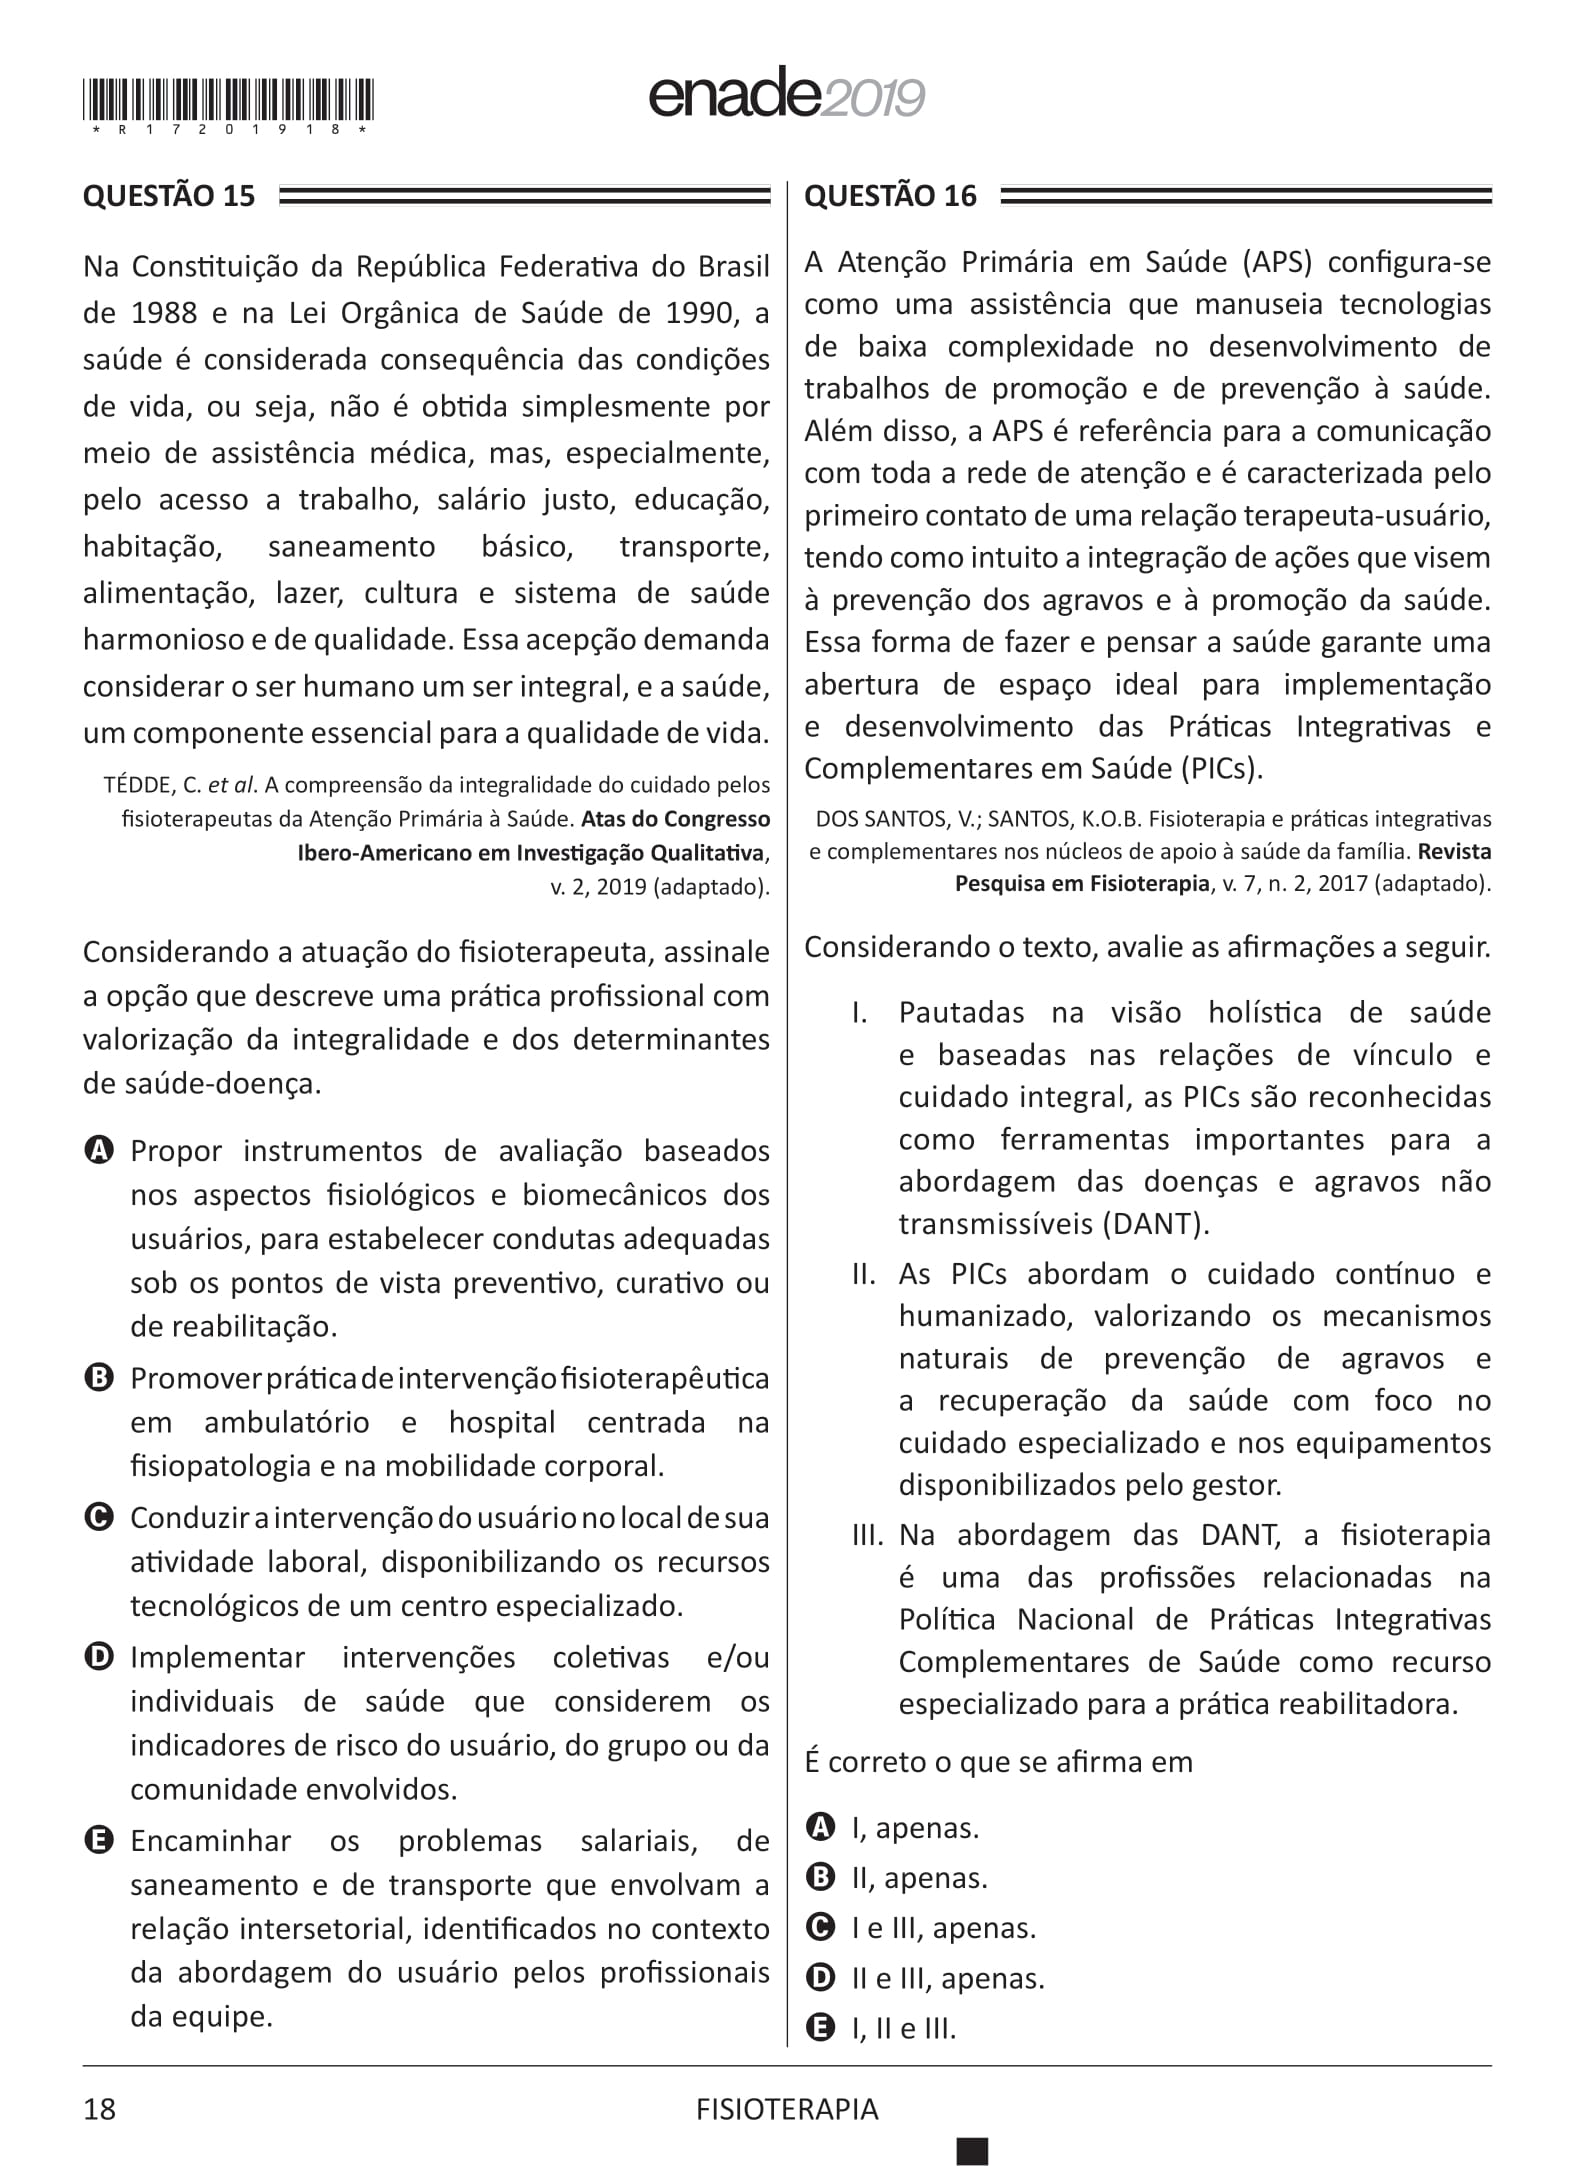 *R17201918*
enade2019
QUESTÃO 15
Na Constituição da República Federativa do Brasil
de 1988 e na Lei Orgânica de Saúde de 1990, a
saúde é considerada consequência das condições
de vida, ou seja, não é obtida simplesmente por
meio de assistência médica, mas, especialmente,
pelo acesso a trabalho, salário justo, educação,
habitação, saneamento básico, transporte,
alimentação, lazer, cultura e sistema de saúde
harmonioso e de qualidade. Essa acepção demanda
considerar o ser humano um ser integral, e a saúde,
um componente essencial para a qualidade de vida.
TÉDDE, C. et al. A compreensão da integralidade do cuidado pelos
fisioterapeutas da Atenção Primária à Saúde. Atas do Congresso
Ibero-Americano em Investigação Qualitativa,
v. 2, 2019 (adaptado).
Considerando a atuação do fisioterapeuta, assinale
a opção que descreve uma prática profissional com
valorização da integralidade e dos determinantes
de saúde-doença.
A Propor instrumentos de avaliação baseados
nos aspectos fisiológicos e biomecânicos dos
usuários, para estabelecer condutas adequadas
sob os pontos de vista preventivo, curativo ou
de reabilitação.
B Promover prática de intervenção fisioterapêutica
em ambulatório e hospital centrada na
fisiopatologia e na mobilidade corporal.
C Conduzir a intervenção do usuário no local de sua
atividade laboral, disponibilizando os recursos
tecnológicos de um centro especializado.
D Implementar intervenções coletivas e/ou
individuais de saúde que considerem os
indicadores de risco do usuário, do grupo ou da
comunidade envolvidos.
E Encaminhar os problemas salariais, de
saneamento e de transporte que envolvam a
relação intersetorial, identificados no contexto
da abordagem do usuário pelos profissionais
da equipe.
QUESTÃO 16
A Atenção Primária em Saúde (APS) configura-se
como uma assistência que manuseia tecnologias
de baixa complexidade no desenvolvimento de
trabalhos de promoção e de prevenção à saúde.
Além disso, a APS é referência para a comunicação
com toda a rede de atenção e é caracterizada pelo
primeiro contato de uma relação terapeuta-usuário,
tendo como intuito a integração de ações que visem
à prevenção dos agravos e à promoção da saúde.
Essa forma de fazer e pensar a saúde garante uma
abertura de espaço ideal para implementação
e desenvolvimento das Práticas Integrativas e
Complementares em Saúde (PICs).
DOS SANTOS, V.; SANTOS, K.O.B. Fisioterapia e práticas integrativas
e complementares nos núcleos de apoio à saúde da família. Revista
Pesquisa em Fisioterapia, v. 7, n. 2, 2017 (adaptado).
Considerando o texto, avalie as afirmações a seguir.
I. Pautadas na visão holística de saúde
e baseadas nas relações de vínculo e
cuidado integral, as PICs são reconhecidas
como ferramentas importantes para a
abordagem das doenças e agravos não
transmissíveis (DANT).
II. As PICs abordam o cuidado contínuo e
humanizado, valorizando os mecanismos
naturais de prevenção de agravos e
a recuperação da saúde com foco no
cuidado especializado e nos equipamentos
disponibilizados pelo gestor.
III. Na abordagem das DANT, a fisioterapia
é uma das profissões relacionadas na
Política Nacional de Práticas Integrativas
Complementares de Saúde como recurso
especializado para a prática reabilitadora.
É correto o que se afirma em
A I, apenas.
B II, apenas.
C I e III, apenas.
D II e III, apenas.
E I, II e III.
18
FISIOTERAPIA